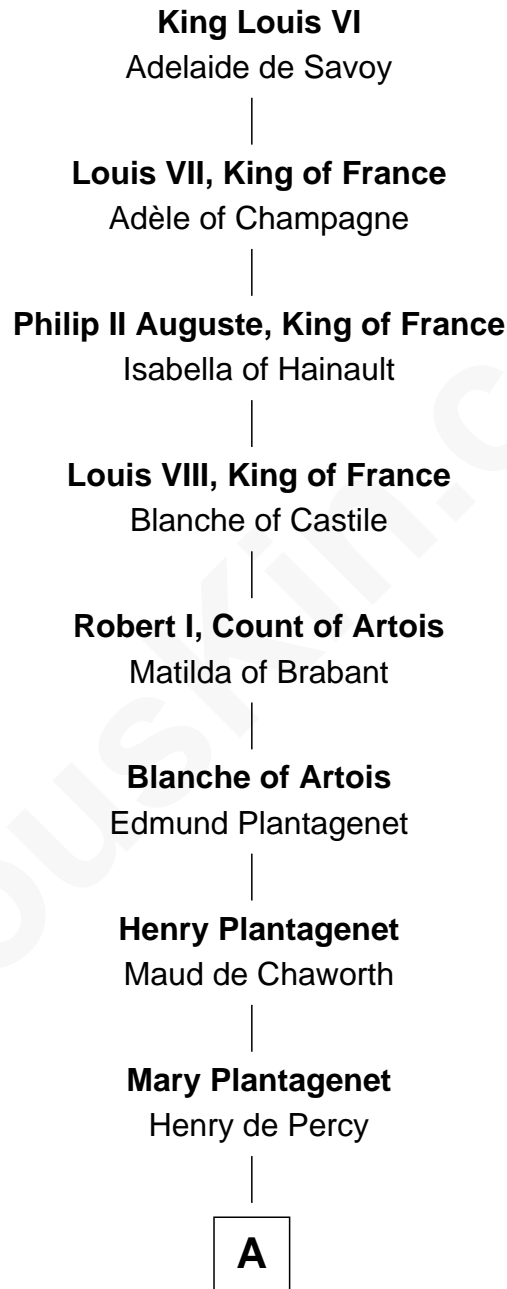 King Louis VI
Adelaide de Savoy
Louis VII, King of France
Adèle of Champagne
Philip II Auguste, King of France
Isabella of Hainault
Louis VIII, King of France
Blanche of Castile
Robert I, Count of Artois
Matilda of Brabant
Blanche of Artois
Edmund Plantagenet
Henry Plantagenet
Maud de Chaworth
Mary Plantagenet
Henry de Percy
A